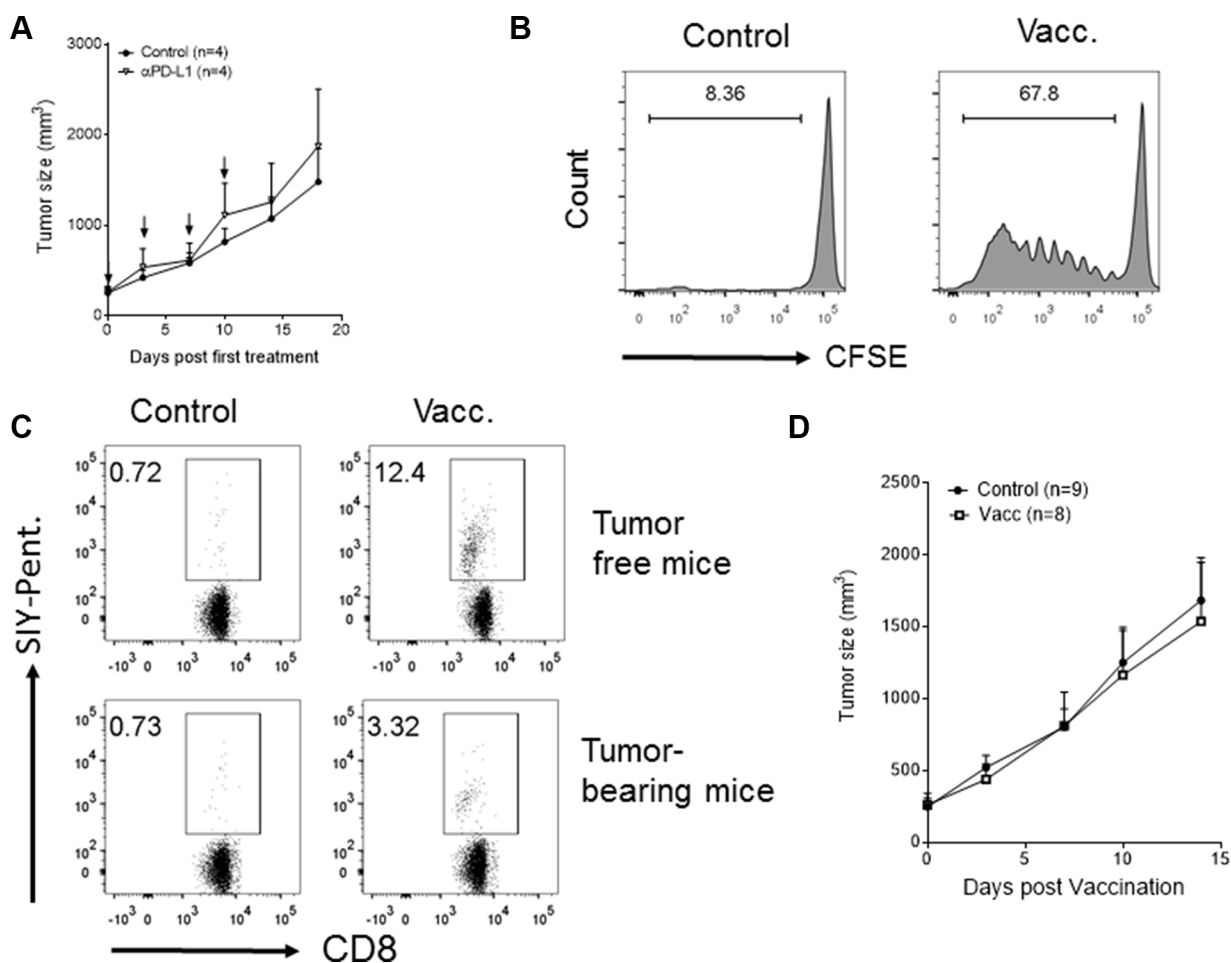 A
3000
2000
1000
0
Tumor size (mm³)
Control (n=4)
αPD-L1 (n=4)
0 5 10 15 20
Days post first treatment
B
Control
Vacc.
8.36
67.8
Count
0 10² 10³ 10⁴ 10⁵
0 10² 10³ 10⁴ 10⁵
CFSE
C
Control
Vacc.
10⁵
10⁴
10³
10²
0
0.72
-10³ 0 10³ 10⁴ 10⁵
10⁵
10⁴
10³
10²
0
12.4
-10³ 0 10³ 10⁴ 10⁵
Tumor
free mice
SIY-Pent.
10⁵
10⁴
10³
10²
0
0.73
-10³ 0 10³ 10⁴ 10⁵
10⁵
10⁴
10³
10²
0
3.32
-10³ 0 10³ 10⁴ 10⁵
Tumor-
bearing mice
CD8
D
2500
2000
1500
1000
500
0
Tumor size (mm³)
Control (n=9)
Vacc (n=8)
0 5 10 15
Days post Vaccination